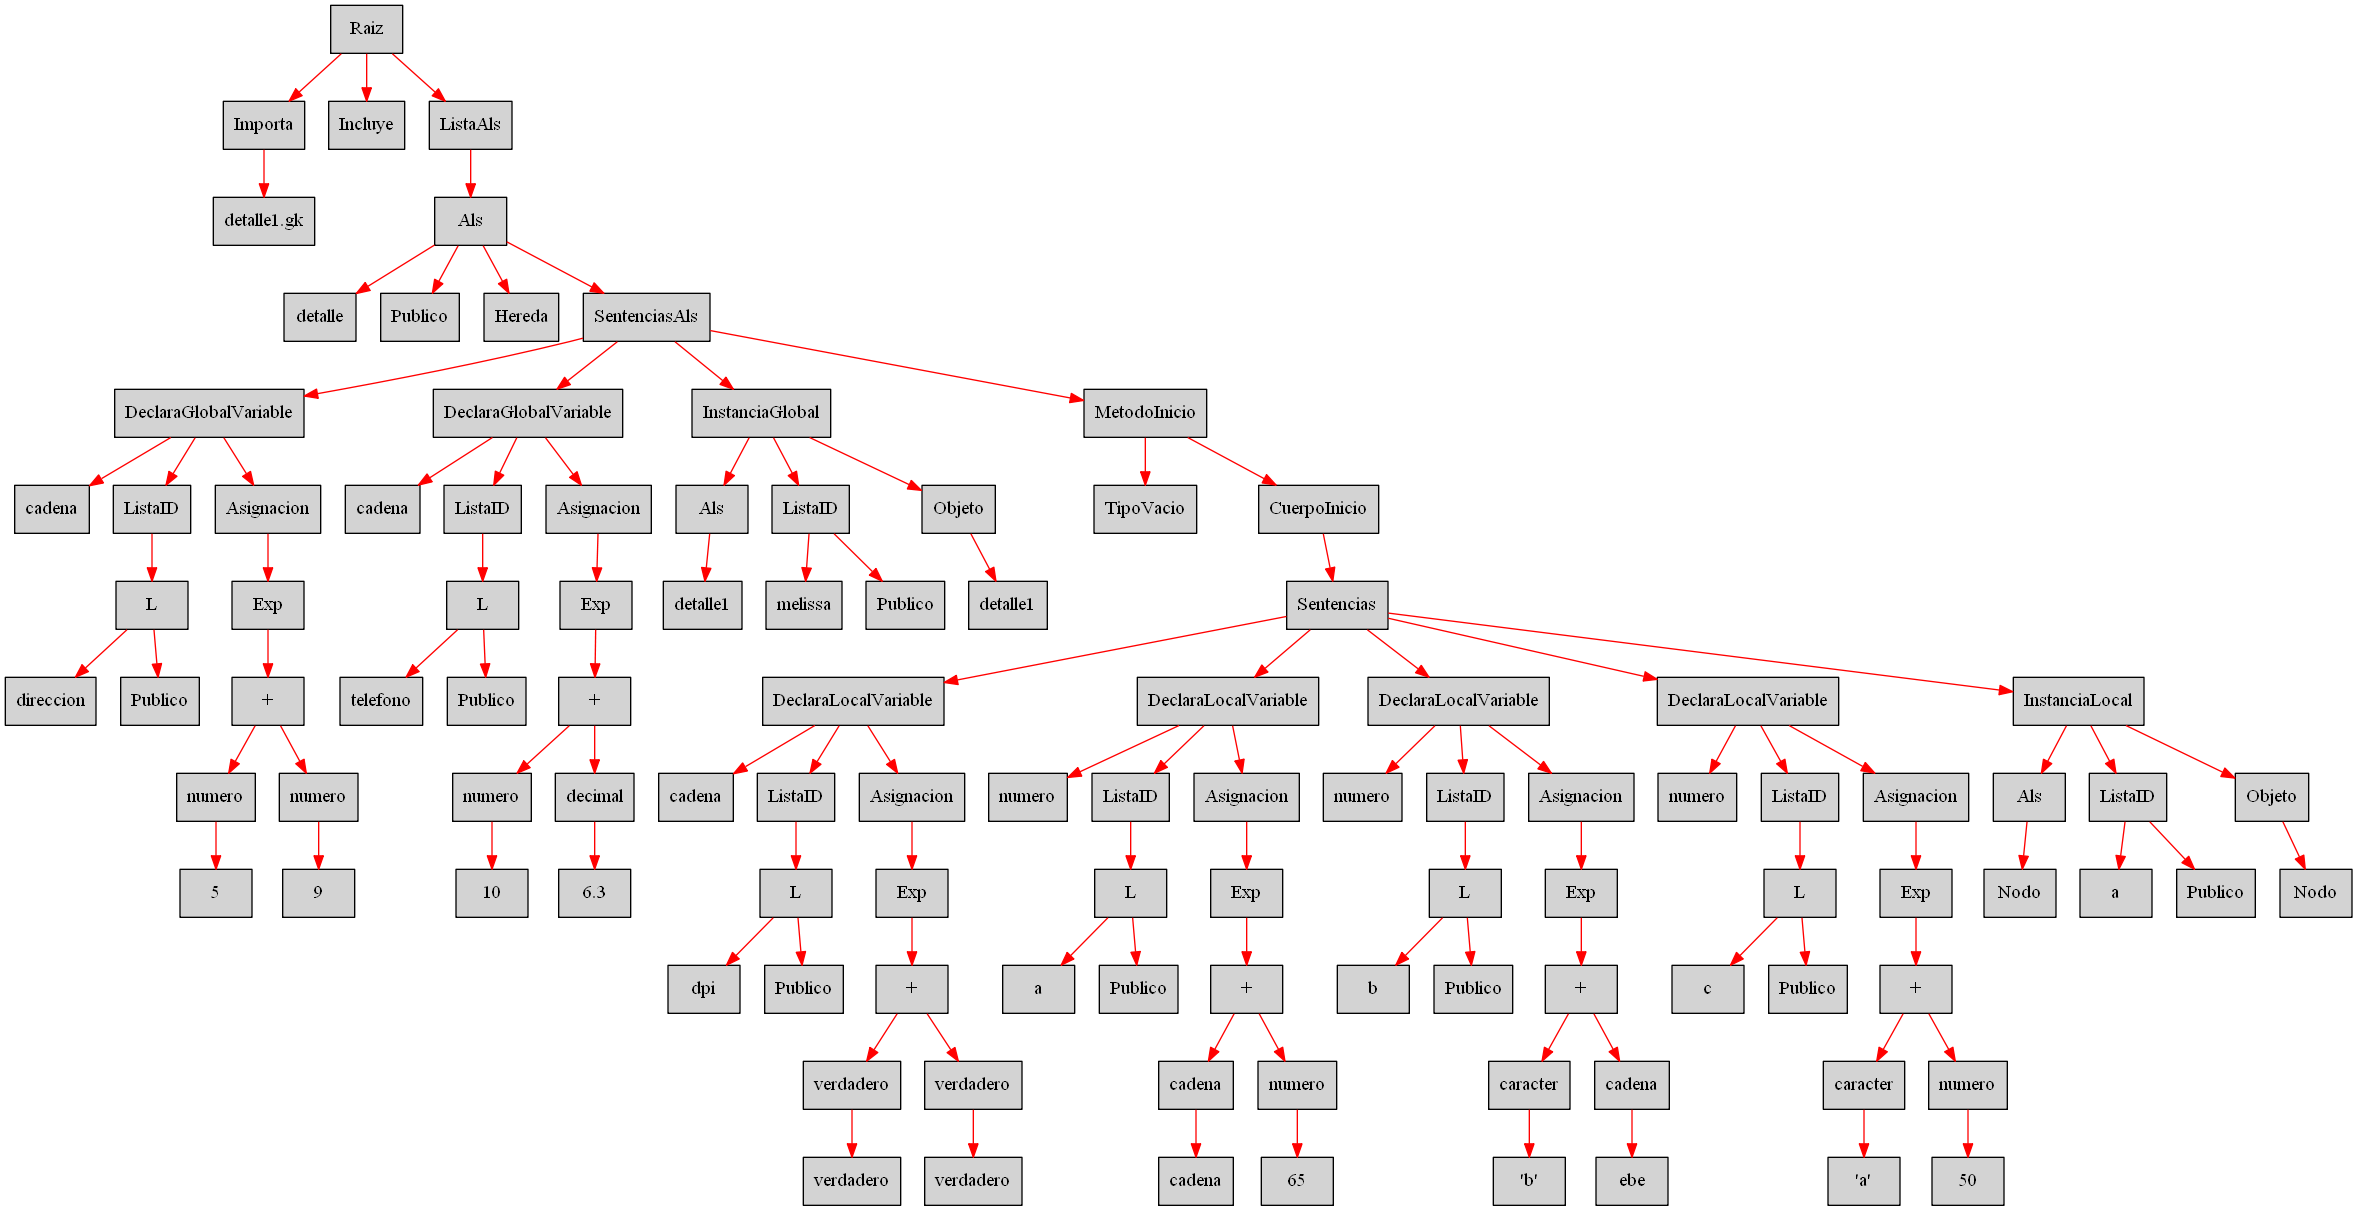 Raiz
Importa Incluye ListaAls
detalle1.gk Als
detalle Publico Hereda SentenciasAls
DeclaraGlobalVariable DeclaraGlobalVariable InstanciaGlobal MetodoInicio
cadena ListaID Asignacion cadena ListaID Asignacion Als ListaID Objeto TipoVacio CuerpoInicio
L Exp L Exp detalle1 melissa Publico detalle1 Sentencias
direccion Publico + telefono Publico + DeclaraLocalVariable DeclaraLocalVariable DeclaraLocalVariable DeclaraLocalVariable InstanciaLocal
numero numero numero decimal cadena ListaID Asignacion numero ListaID Asignacion numero ListaID Asignacion numero ListaID Asignacion Als ListaID Objeto
5 9 10 6.3 L Exp L Exp L Exp L Exp Nodo a Publico Nodo
dpi Publico + a Publico + b Publico + c Publico +
verdadero verdadero cadena numero caracter cadena caracter numero
verdadero verdadero cadena 65 'b' ebe 'a' 50